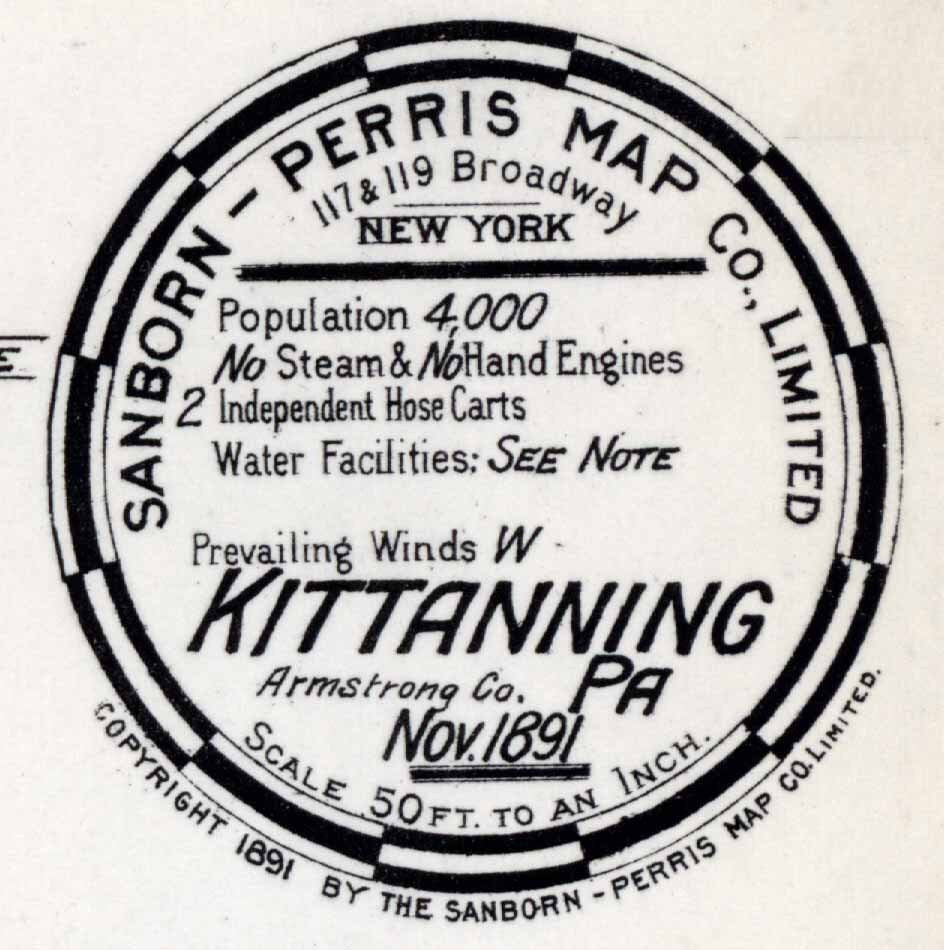 SANBORN - PERRIS MAP CO., LIMITED
117 & 119 Broadway
NEW YORK
Population 4,000
No Steam & No Hand Engines
2 Independent Hose Carts
Water Facilities: SEE NOTE
Prevailing Winds W
KITTANNING
Armstrong Co. PA
Nov. 1891
SCALE 50 FT. TO AN INCH.
COPYRIGHT 1891 BY THE SANBORN - PERRIS MAP CO. LIMITED.
E